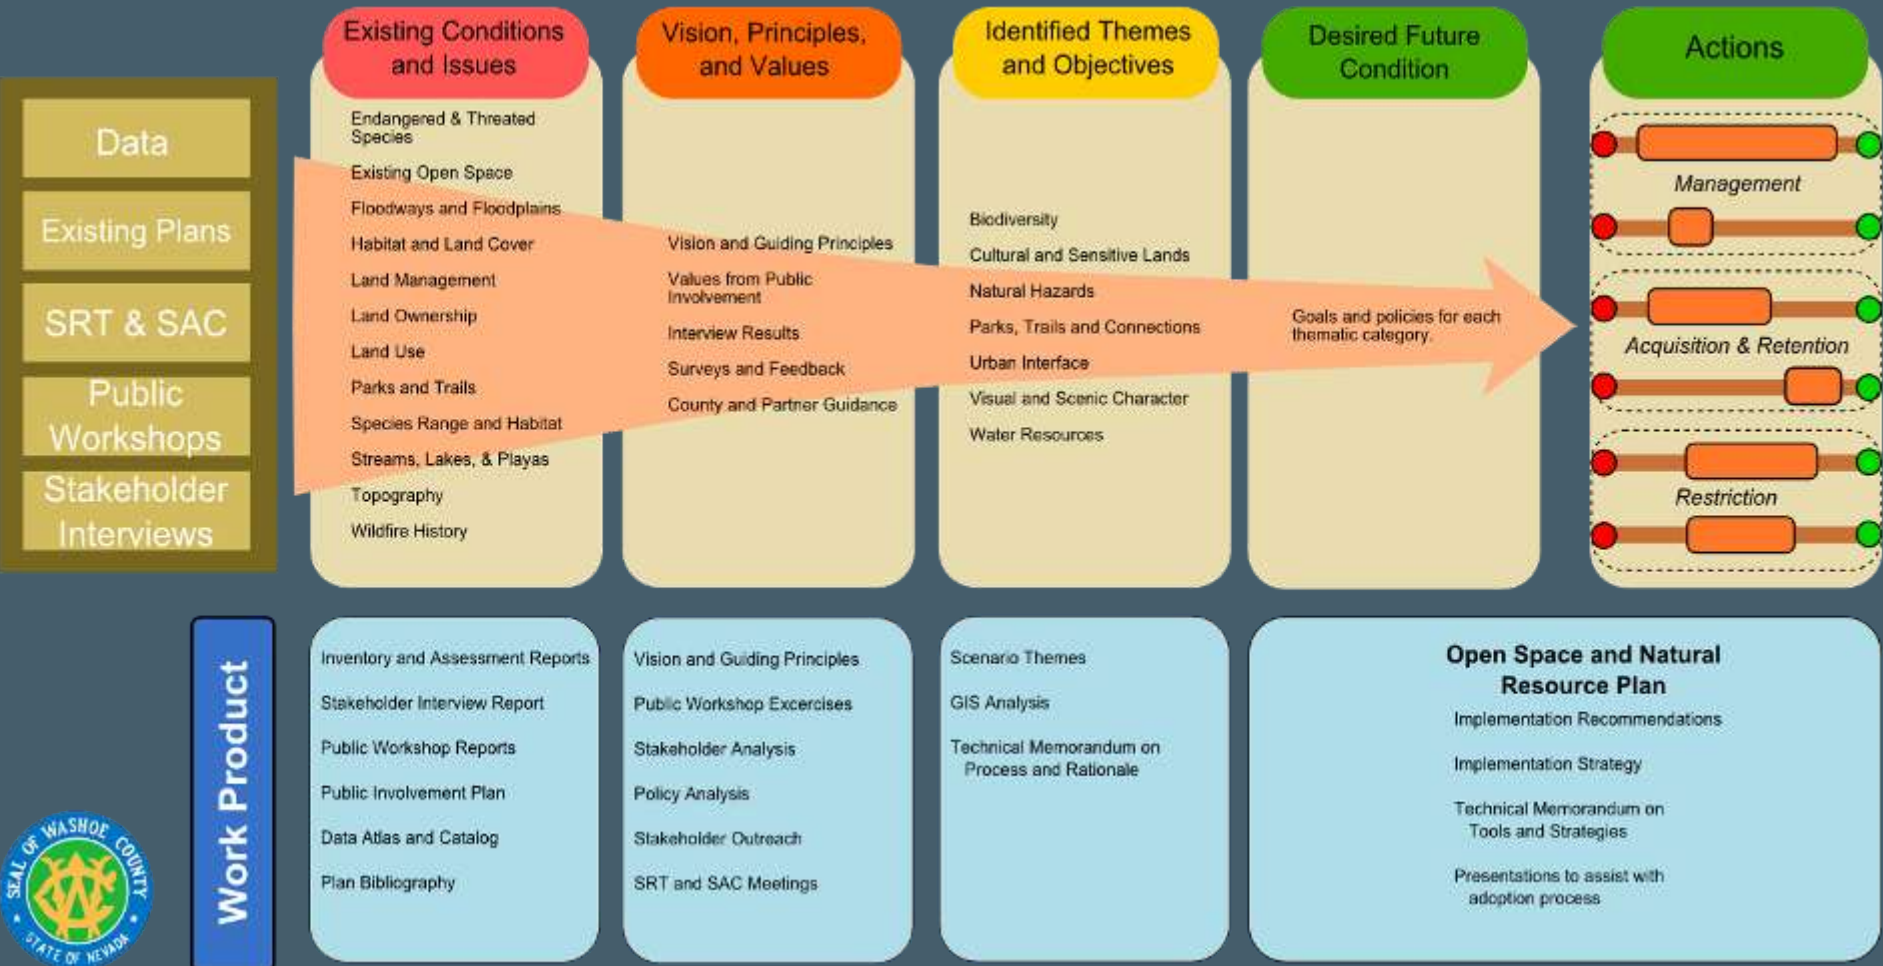 Existing Conditions
and Issues
Vision, Principles,
and Values
Identified Themes
and Objectives
Desired Future
Condition
Actions
Data
Existing Plans
SRT & SAC
Public
Workshops
Stakeholder
Interviews
Endangered & Threated
Species
Existing Open Space
Floodways and Floodplains
Habitat and Land Cover
Land Management
Land Ownership
Land Use
Parks and Trails
Species Range and Habitat
Streams, Lakes, & Playas
Topography
Wildfire History
Vision and Guiding Principles
Values from Public
Involvement
Interview Results
Surveys and Feedback
County and Partner Guidance
Biodiversity
Cultural and Sensitive Lands
Natural Hazards
Parks, Trails and Connections
Urban Interface
Visual and Scenic Character
Water Resources
Goals and policies for each
thematic category.
Management
Acquisition & Retention
Restriction
Work Product
Inventory and Assessment Reports
Stakeholder Interview Report
Public Workshop Reports
Public Involvement Plan
Data Atlas and Catalog
Plan Bibliography
Vision and Guiding Principles
Public Workshop Excercises
Stakeholder Analysis
Policy Analysis
Stakeholder Outreach
SRT and SAC Meetings
Scenario Themes
GIS Analysis
Technical Memorandum on
Process and Rationale
Open Space and Natural
Resource Plan
Implementation Recommendations
Implementation Strategy
Technical Memorandum on
Tools and Strategies
Presentations to assist with
adoption process
SEAL OF WASHOE COUNTY
STATE OF NEVADA